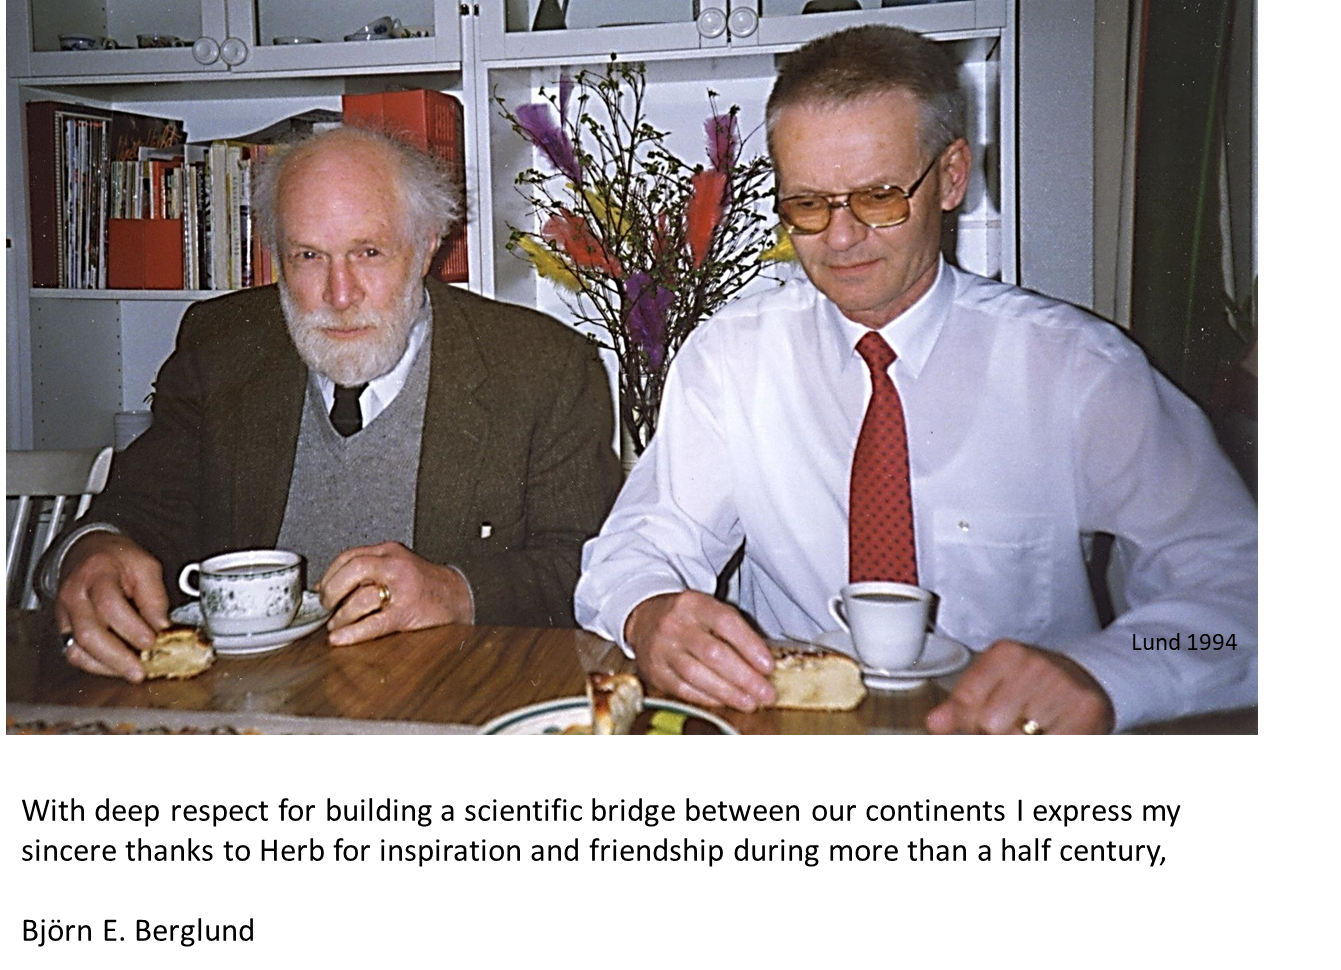 Lund 1994
With deep respect for building a scientific bridge between our continents I express my
sincere thanks to Herb for inspiration and friendship during more than a half century,
Björn E. Berglund